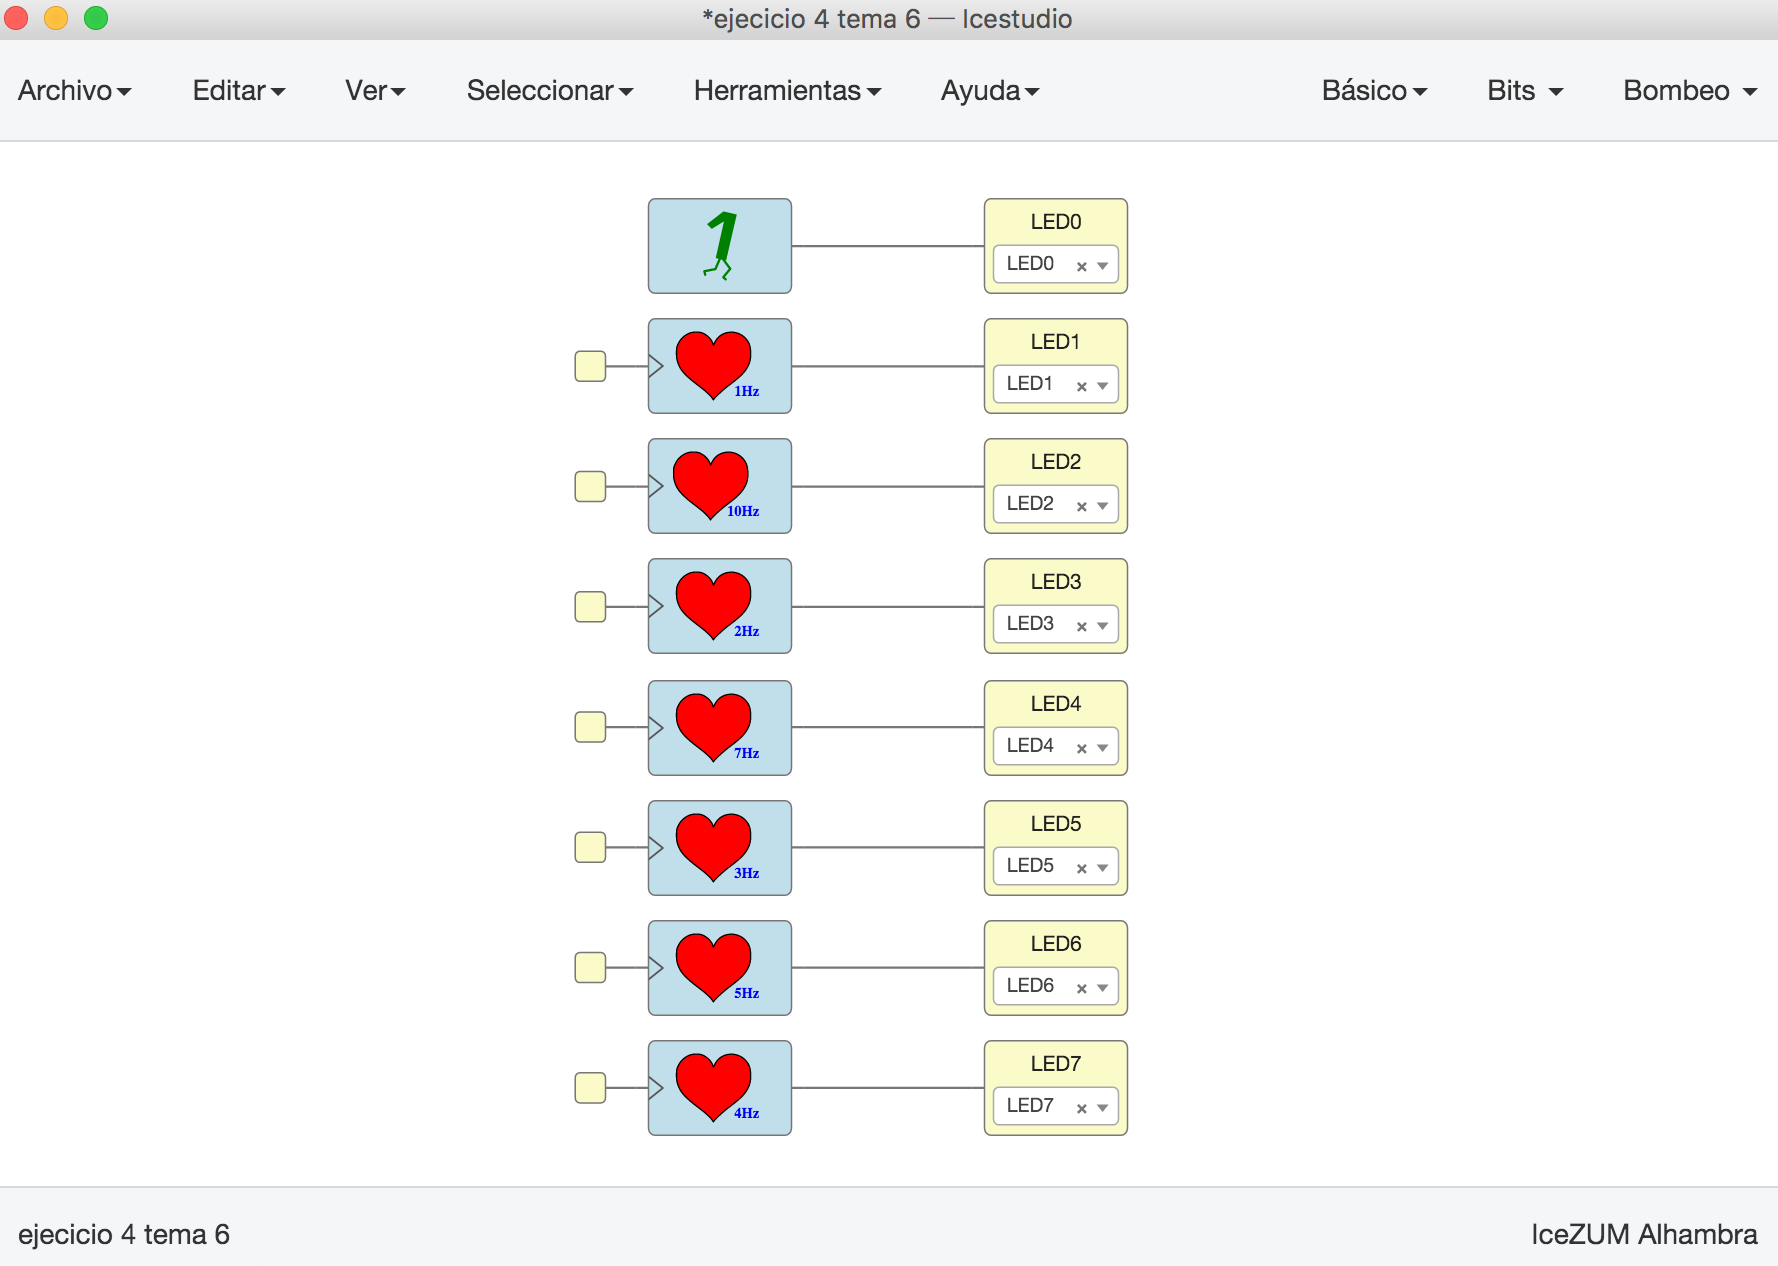 *ejecicio 4 tema 6 — Icestudio
Archivo Editar Ver Seleccionar Herramientas Ayuda Básico Bits Bombeo
1
LED0
LED0
LED1
LED1
1Hz
LED2
LED2
10Hz
LED3
LED3
2Hz
LED4
LED4
7Hz
LED5
LED5
3Hz
LED6
LED6
5Hz
LED7
LED7
4Hz
ejecicio 4 tema 6 IceZUM Alhambra